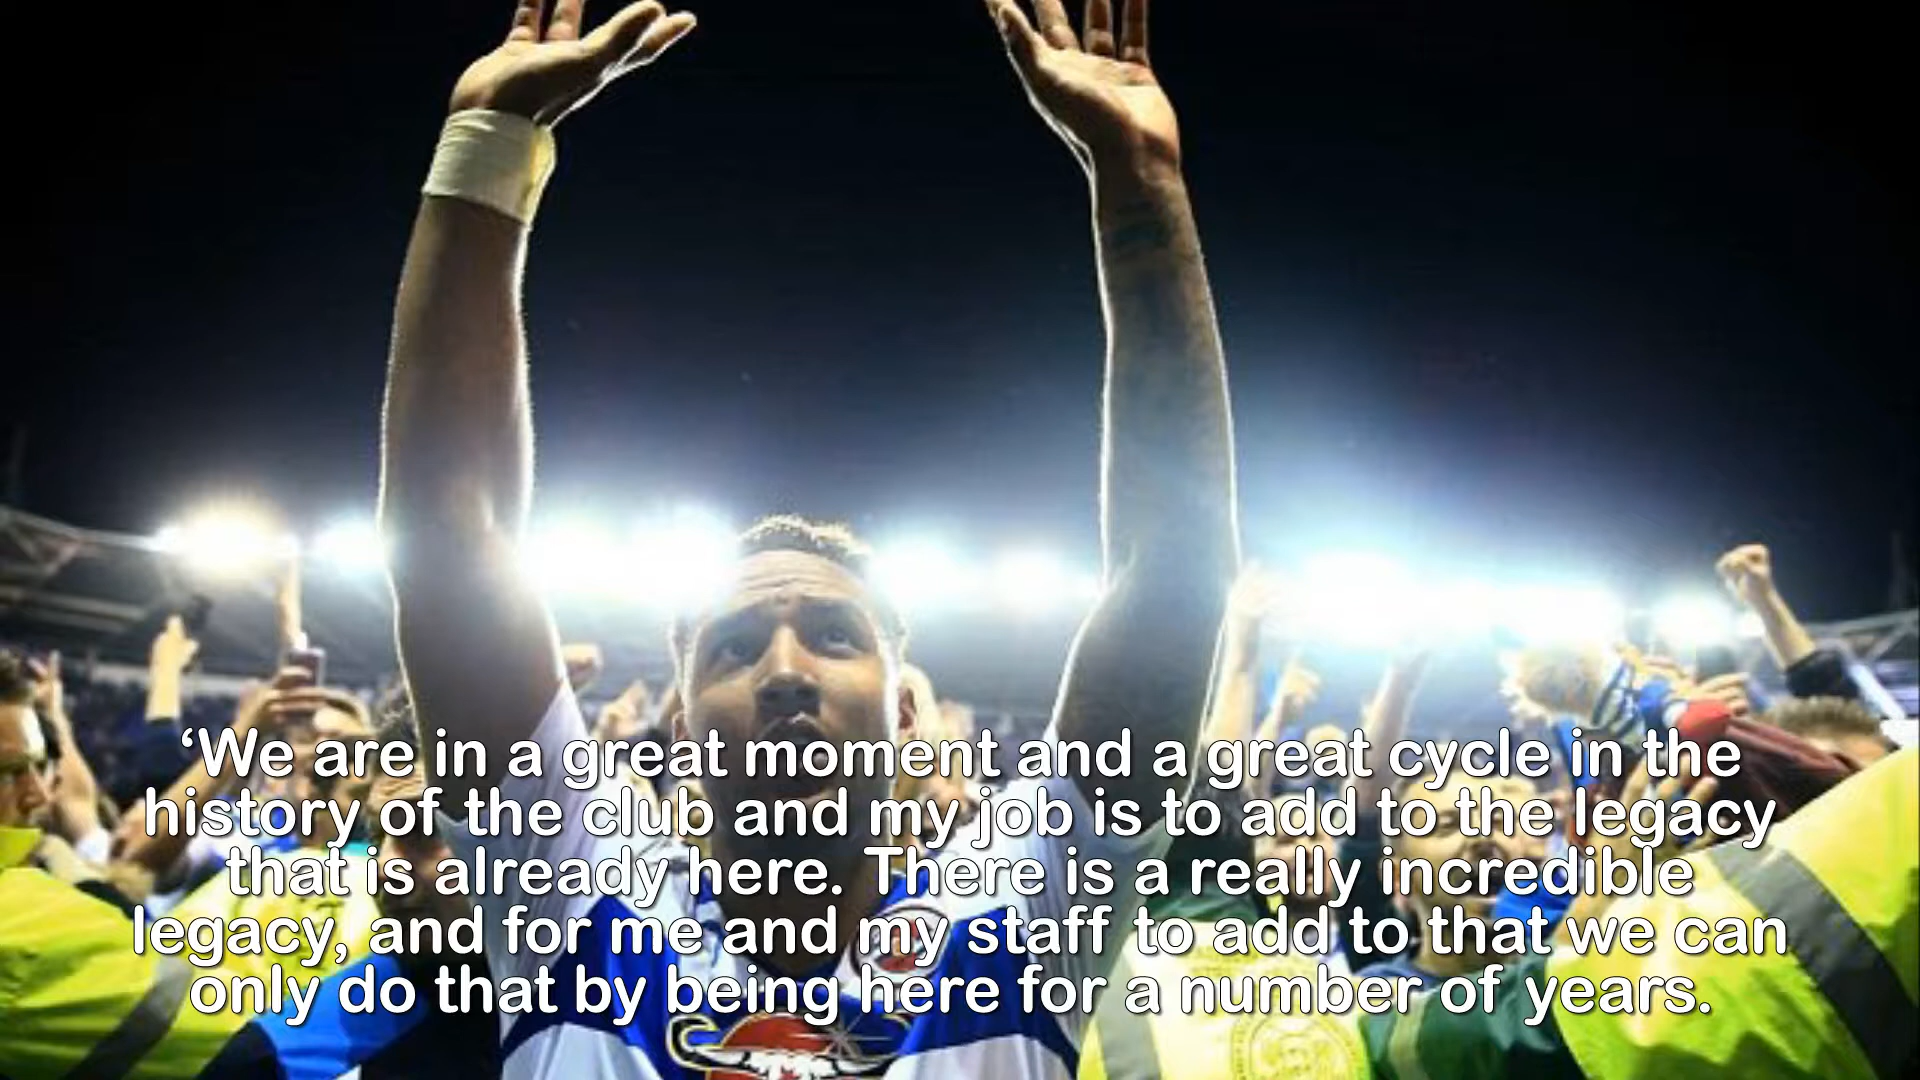 ‘We are in a great moment and a great cycle in the
history of the club and my job is to add to the legacy
that is already here. There is a really incredible
legacy, and for me and my staff to add to that we can
only do that by being here for a number of years.